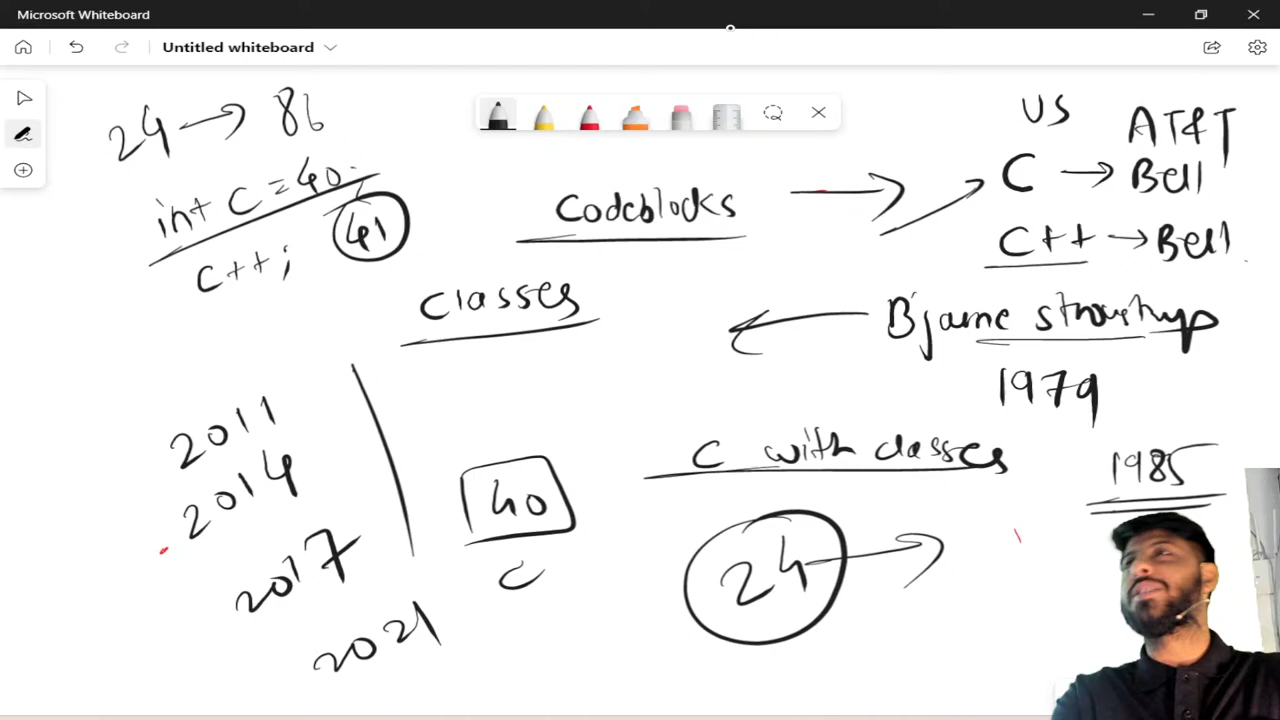 Microsoft Whiteboard
Untitled whiteboard
24 → 86
int C = 40;
41
C++;
Codeblocks →
US
AT&T
C → Bell
C++ → Bell
Classes
Bjarne
1979
2011
2014
2017
2021
C with classes
1985
40
C
24 →